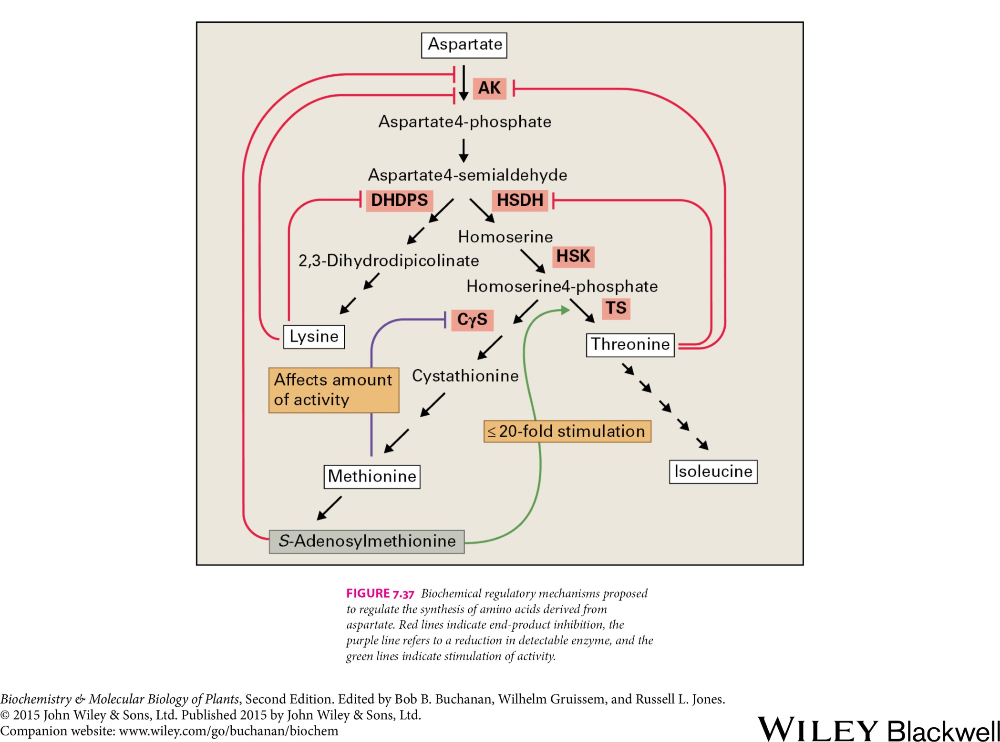 Aspartate
AK
Aspartate4-phosphate
Aspartate4-semialdehyde
DHDPS
HSDH
Homoserine
HSK
2,3-Dihydrodipicolinate
Homoserine4-phosphate
TS
CγS
Lysine
Threonine
Affects amount
of activity
Cystathionine
≤ 20-fold stimulation
Methionine
Isoleucine
S-Adenosylmethionine
FIGURE 7.37 Biochemical regulatory mechanisms proposed
to regulate the synthesis of amino acids derived from
aspartate. Red lines indicate end-product inhibition, the
purple line refers to a reduction in detectable enzyme, and the
green lines indicate stimulation of activity.
Biochemistry & Molecular Biology of Plants, Second Edition. Edited by Bob B. Buchanan, Wilhelm Gruissem, and Russell L. Jones.
© 2015 John Wiley & Sons, Ltd. Published 2015 by John Wiley & Sons, Ltd.
Companion website: www.wiley.com/go/buchanan/biochem
WILEY Blackwell